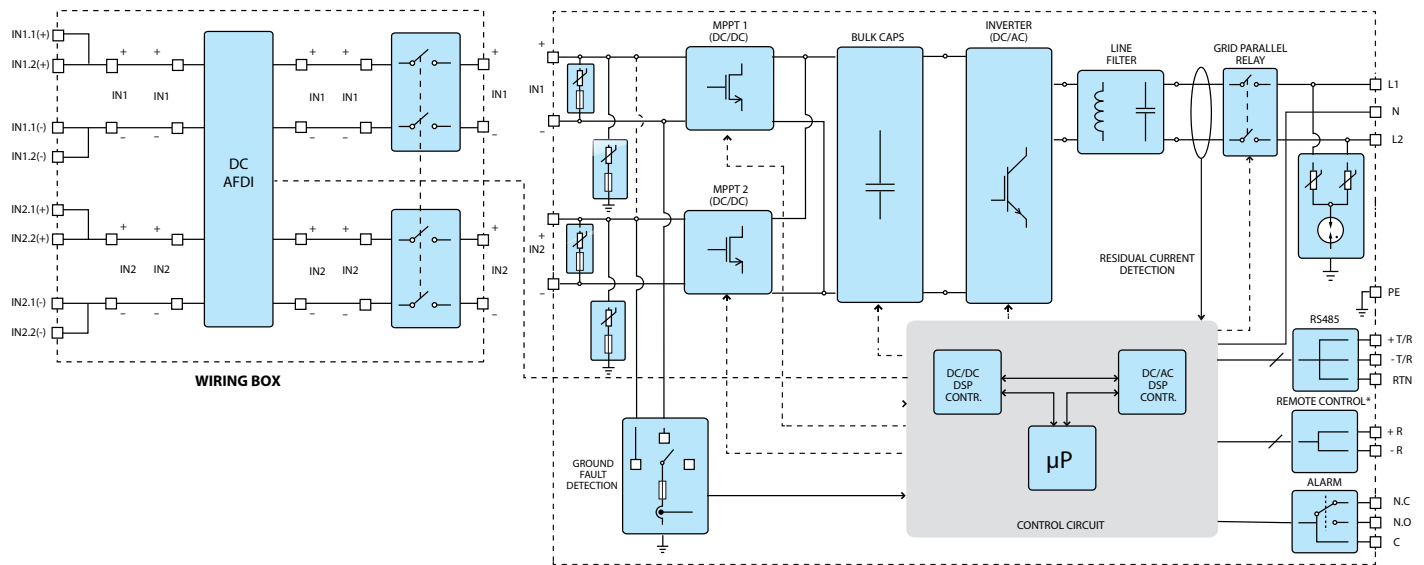 IN1.1(+)
IN1.2(+)
IN1.1(-)
IN1.2(-)
IN2.1(+)
IN2.2(+)
IN2.1(-)
IN2.2(-)
+ +
IN1 IN1
– –
+ +
IN2 IN2
– –
DC
AFDI
+ +
IN1 IN1
– –
+ +
IN2 IN2
– –
+
IN1
–
+
IN2
–
WIRING BOX
+
IN1
–
+
IN2
–
MPPT 1
(DC/DC)
MPPT 2
(DC/DC)
BULK CAPS
INVERTER
(DC/AC)
LINE
FILTER
GRID PARALLEL
RELAY
L1
N
L2
RESIDUAL CURRENT
DETECTION
PE
RS485
+ T/R
- T/R
RTN
REMOTE CONTROL*
+ R
- R
ALARM
N.C
N.O
C
GROUND
FAULT
DETECTION
DC/DC
DSP
CONTR.
DC/AC
DSP
CONTR.
µP
CONTROL CIRCUIT